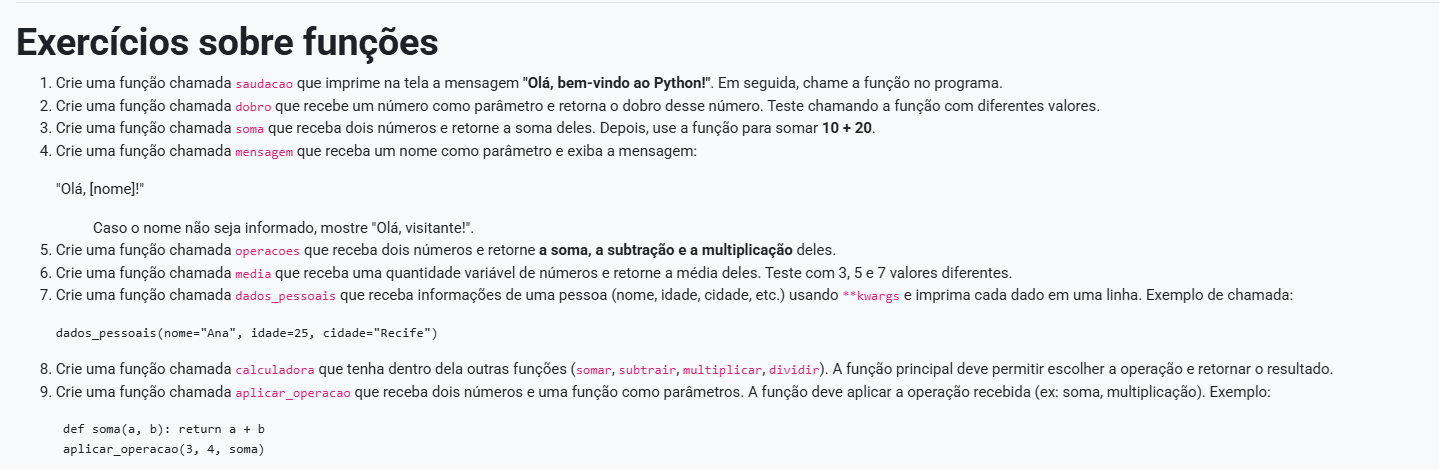 Exercícios sobre funções
1. Crie uma função chamada saudacao que imprime na tela a mensagem "Olá, bem-vindo ao Python!". Em seguida, chame a função no programa.
2. Crie uma função chamada dobro que recebe um número como parâmetro e retorna o dobro desse número. Teste chamando a função com diferentes valores.
3. Crie uma função chamada soma que receba dois números e retorne a soma deles. Depois, use a função para somar 10 + 20.
4. Crie uma função chamada mensagem que receba um nome como parâmetro e exiba a mensagem:
"Olá, [nome]!"
Caso o nome não seja informado, mostre "Olá, visitante!".
5. Crie uma função chamada operacoes que receba dois números e retorne a soma, a subtração e a multiplicação deles.
6. Crie uma função chamada media que receba uma quantidade variável de números e retorne a média deles. Teste com 3, 5 e 7 valores diferentes.
7. Crie uma função chamada dados_pessoais que receba informações de uma pessoa (nome, idade, cidade, etc.) usando **kwargs e imprima cada dado em uma linha. Exemplo de chamada:
dados_pessoais(nome="Ana", idade=25, cidade="Recife")
8. Crie uma função chamada calculadora que tenha dentro dela outras funções (somar, subtrair, multiplicar, dividir). A função principal deve permitir escolher a operação e retornar o resultado.
9. Crie uma função chamada aplicar_operacao que receba dois números e uma função como parâmetros. A função deve aplicar a operação recebida (ex: soma, multiplicação). Exemplo:
def soma(a, b): return a + b
aplicar_operacao(3, 4, soma)